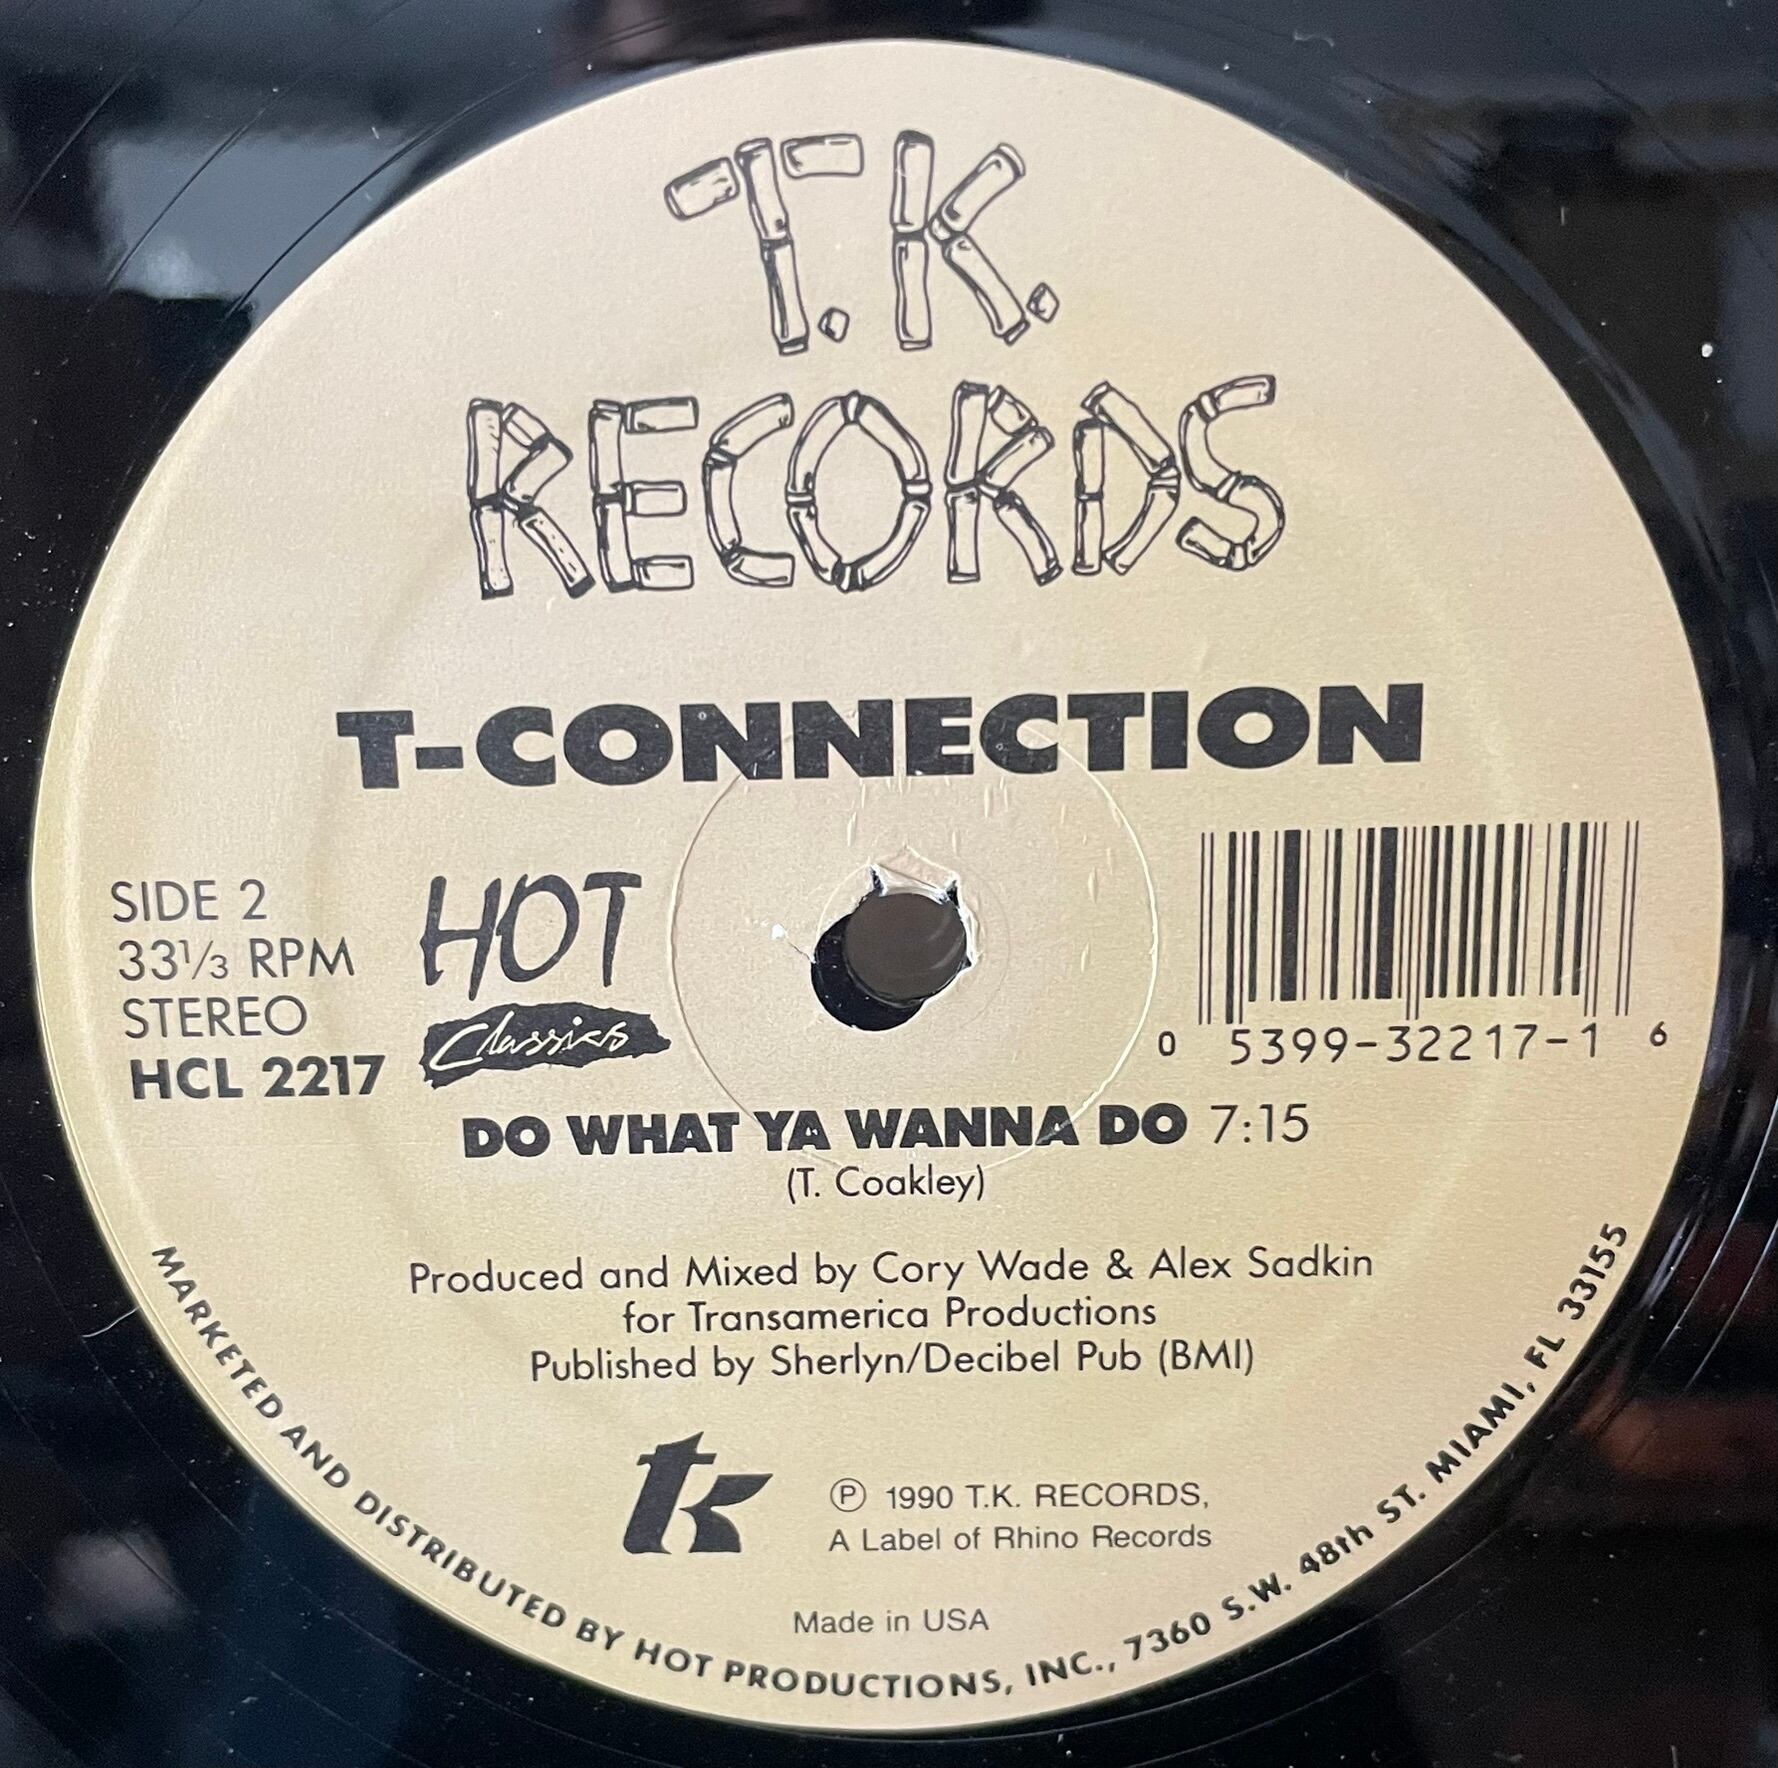 T.K.
RECORDS
T-CONNECTION
SIDE 2
33⅓ RPM
STEREO
HCL 2217
HOT
Classics
0 5399-32217-1 6
DO WHAT YA WANNA DO 7:15
(T. Coakley)
Produced and Mixed by Cory Wade & Alex Sadkin
for Transamerica Productions
Published by Sherlyn/Decibel Pub (BMI)
tk
℗ 1990 T.K. RECORDS,
A Label of Rhino Records
Made in USA
MARKETED AND DISTRIBUTED BY HOT PRODUCTIONS, INC., 7360 S.W. 48th ST. MIAMI, FL 33155